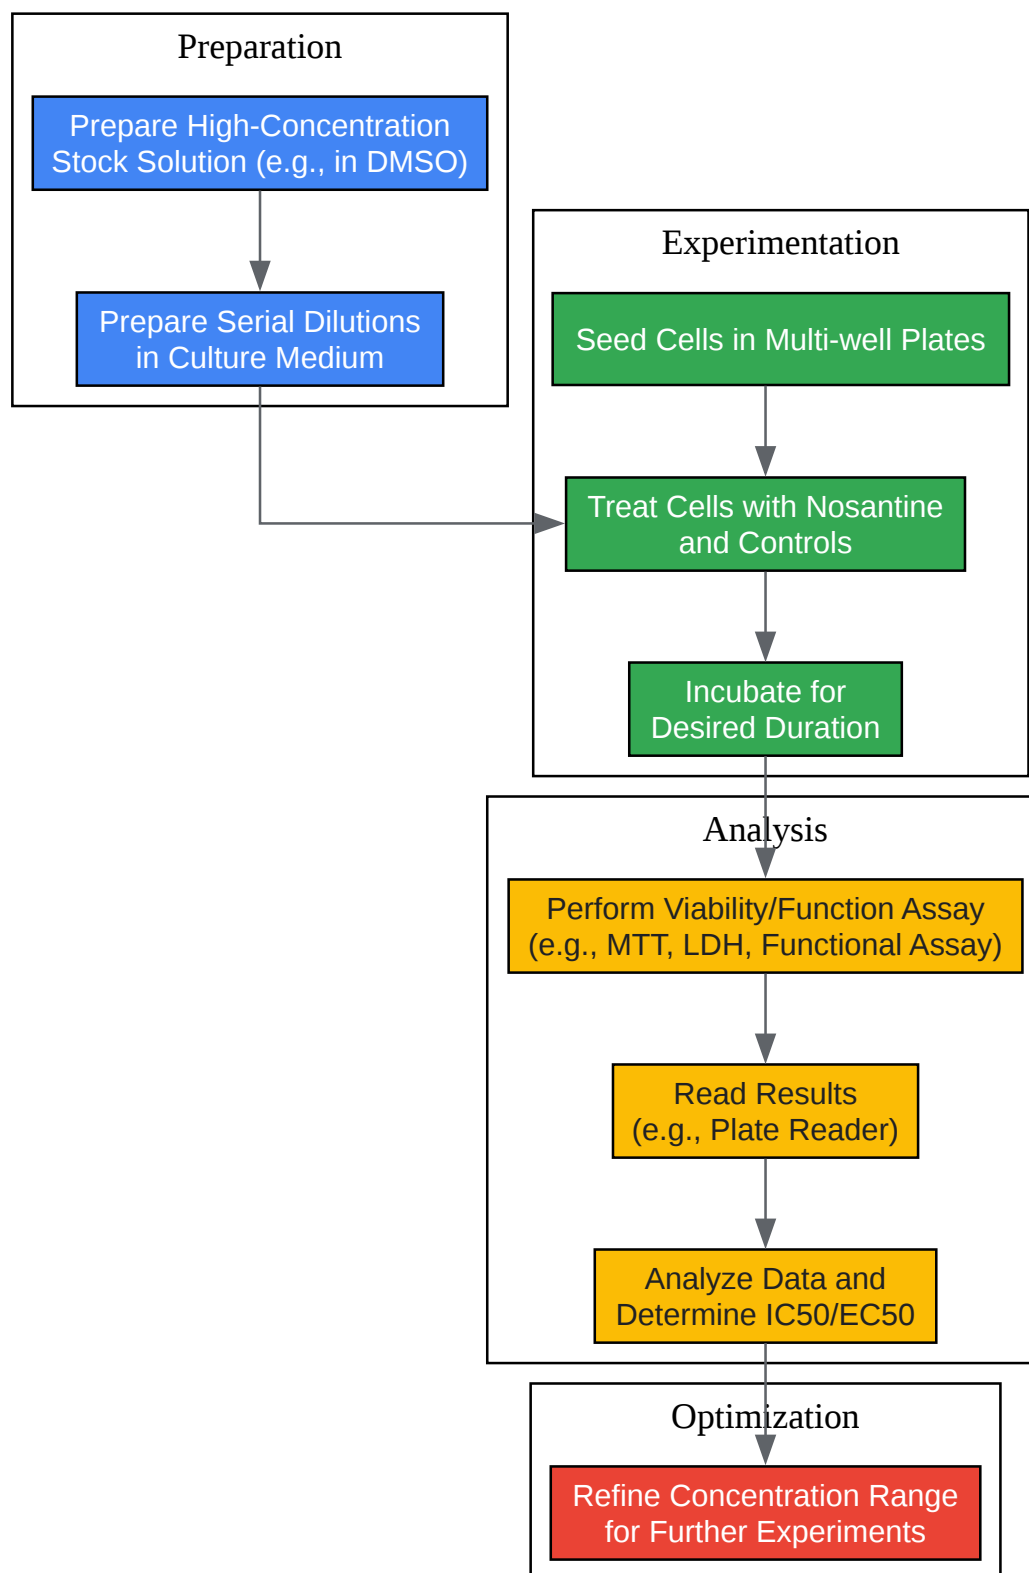 Preparation
Prepare High-Concentration
Stock Solution (e.g., in DMSO)
Prepare Serial Dilutions
in Culture Medium
Experimentation
Seed Cells in Multi-well Plates
Treat Cells with Nosantine
and Controls
Incubate for
Desired Duration
Analysis
Perform Viability/Function Assay
(e.g., MTT, LDH, Functional Assay)
Read Results
(e.g., Plate Reader)
Analyze Data and
Determine IC50/EC50
Optimization
Refine Concentration Range
for Further Experiments